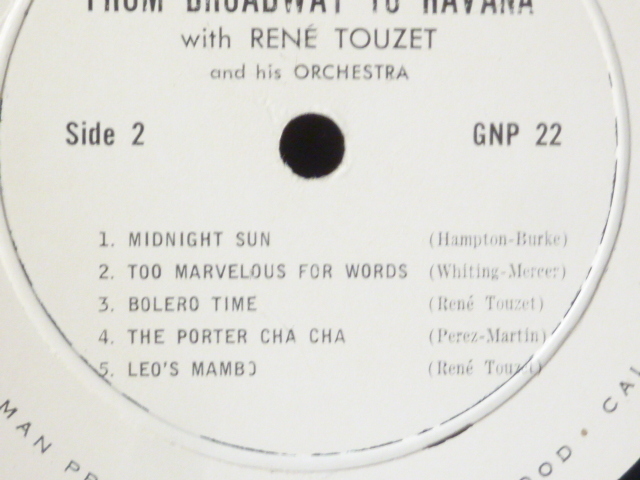 FROM BROADWAY TO HAVANA
with RENÉ TOUZET
and his ORCHESTRA
Side 2 GNP 22
1. MIDNIGHT SUN (Hampton-Burke)
2. TOO MARVELOUS FOR WORDS (Whiting-Mercer)
3. BOLERO TIME (René Touzet)
4. THE PORTER CHA CHA (Perez-Martin)
5. LEO'S MAMBO (René Touzet)